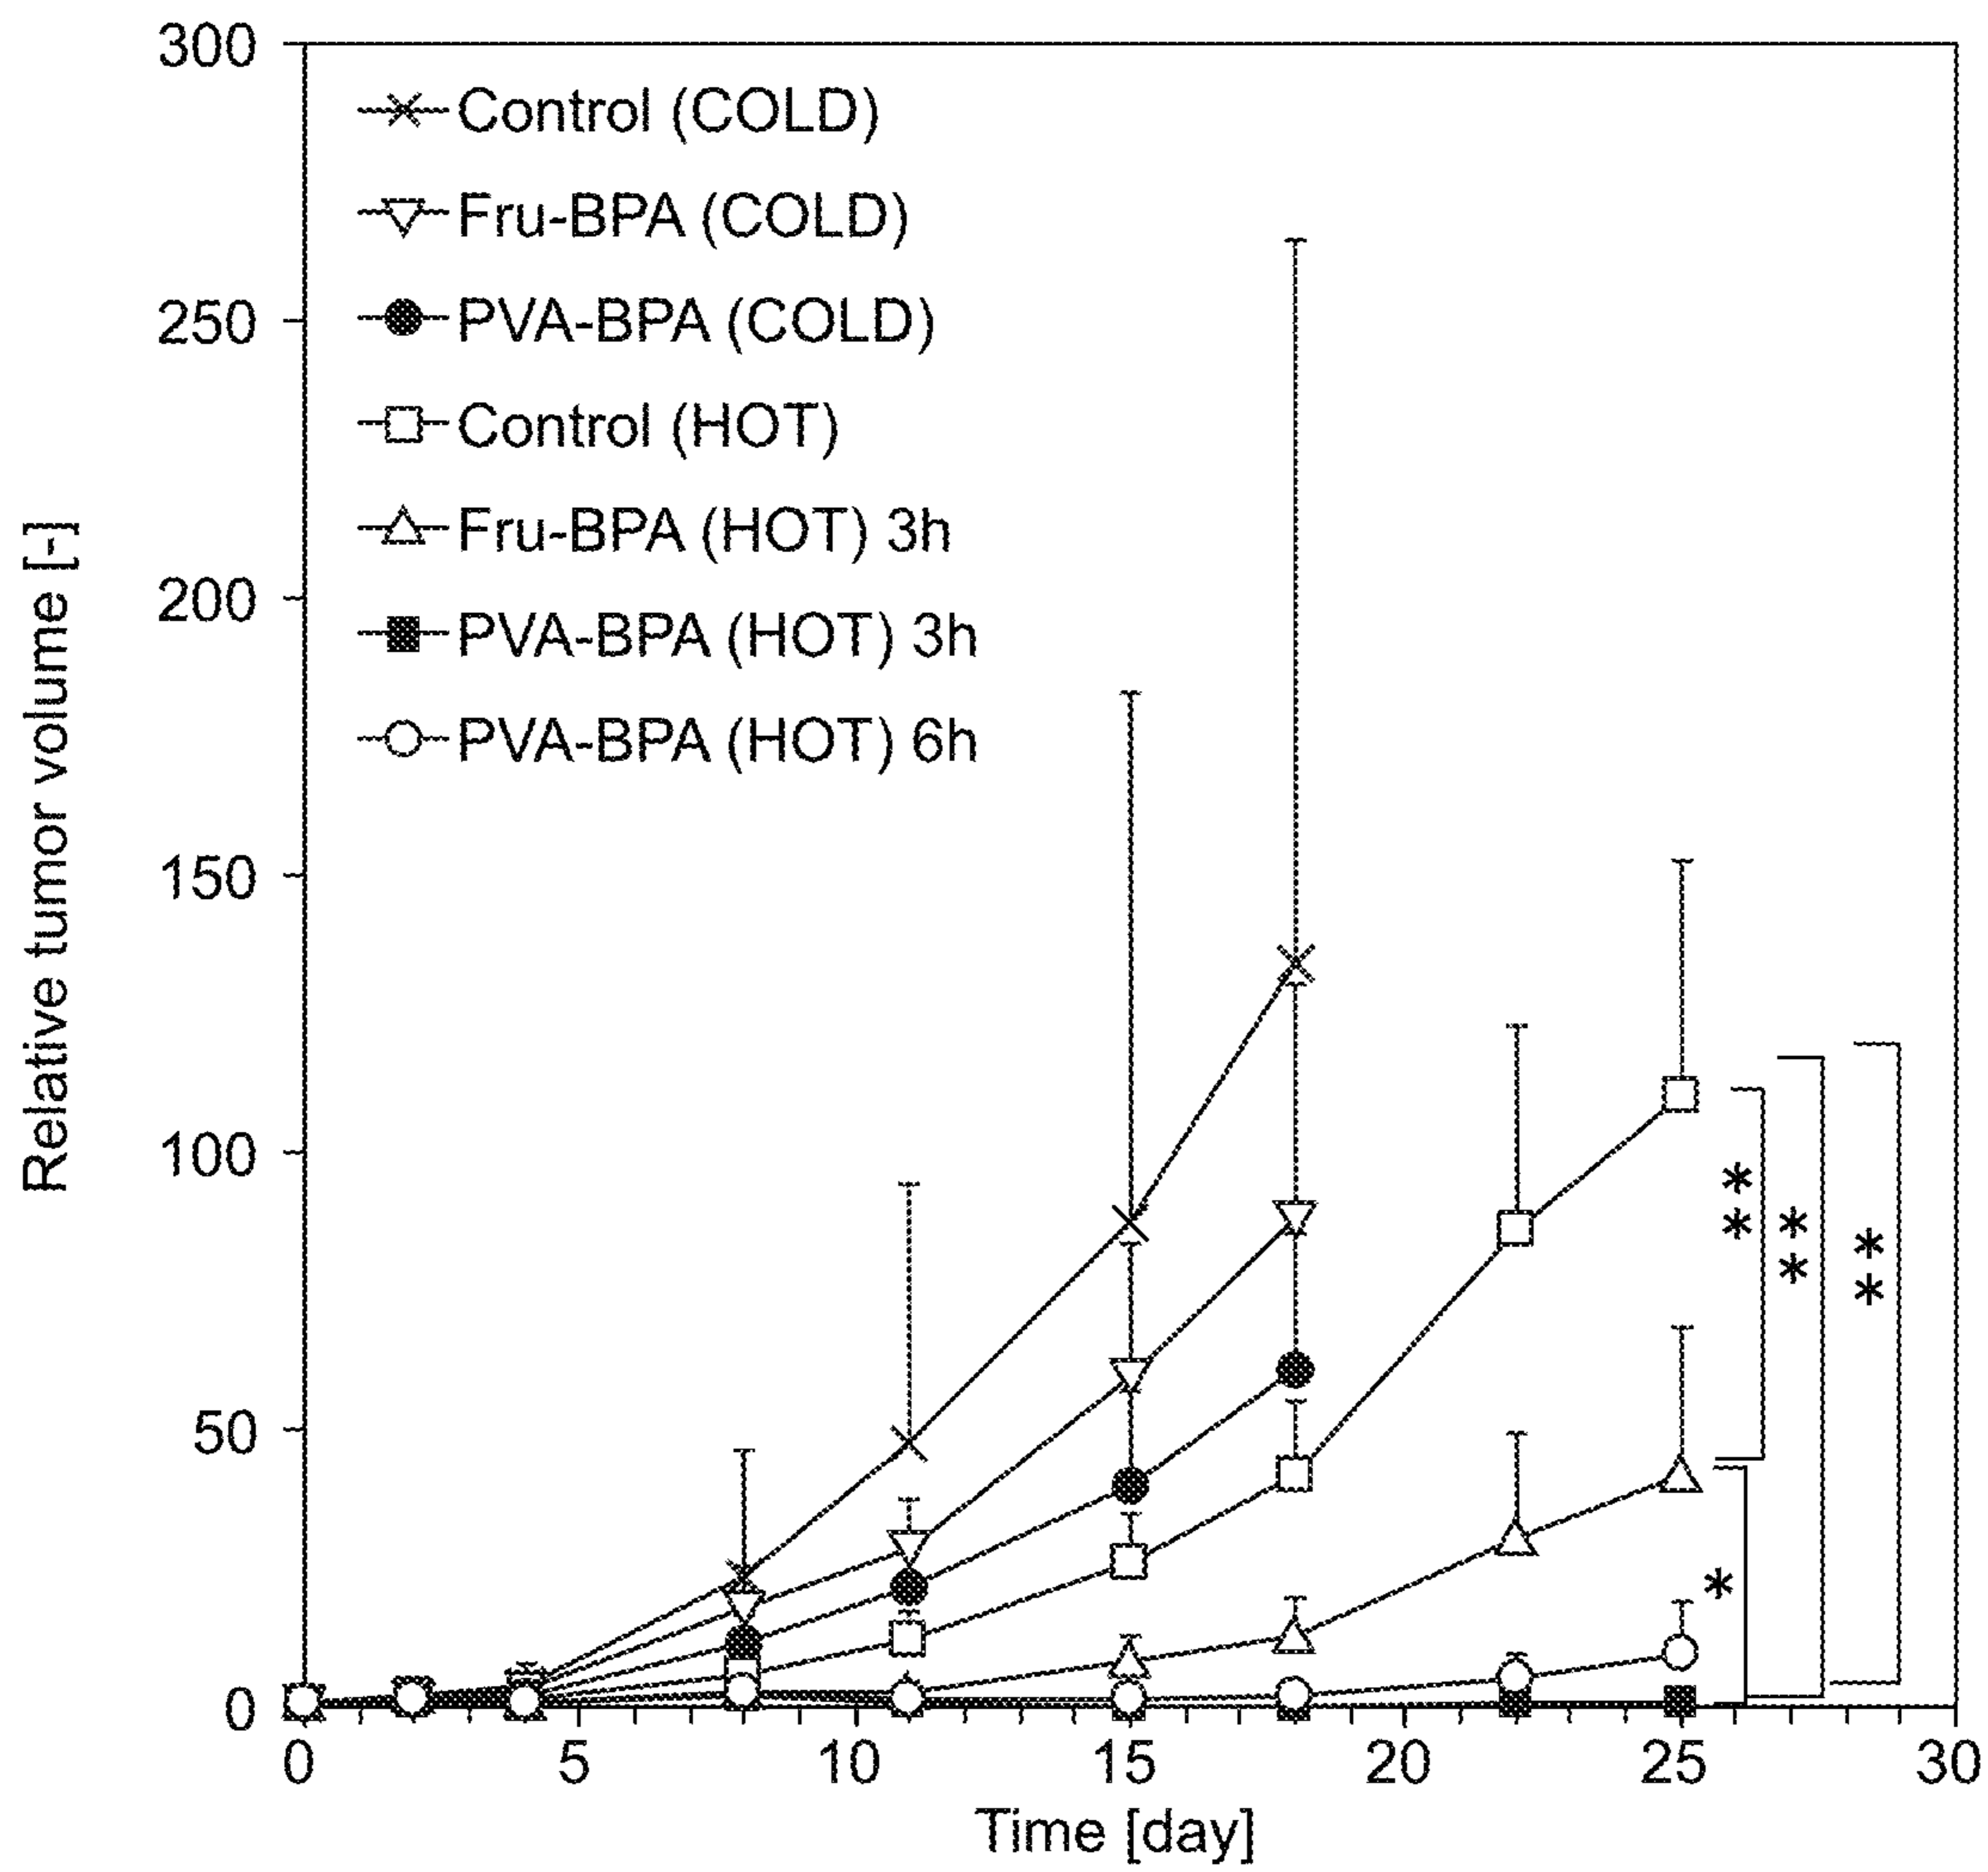 300
250
200
150
100
50
0
Relative tumor volume [-]
Control (COLD)
Fru-BPA (COLD)
PVA-BPA (COLD)
Control (HOT)
Fru-BPA (HOT) 3h
PVA-BPA (HOT) 3h
PVA-BPA (HOT) 6h
**
**
**
*
0 5 10 15 20 25 30
Time [day]